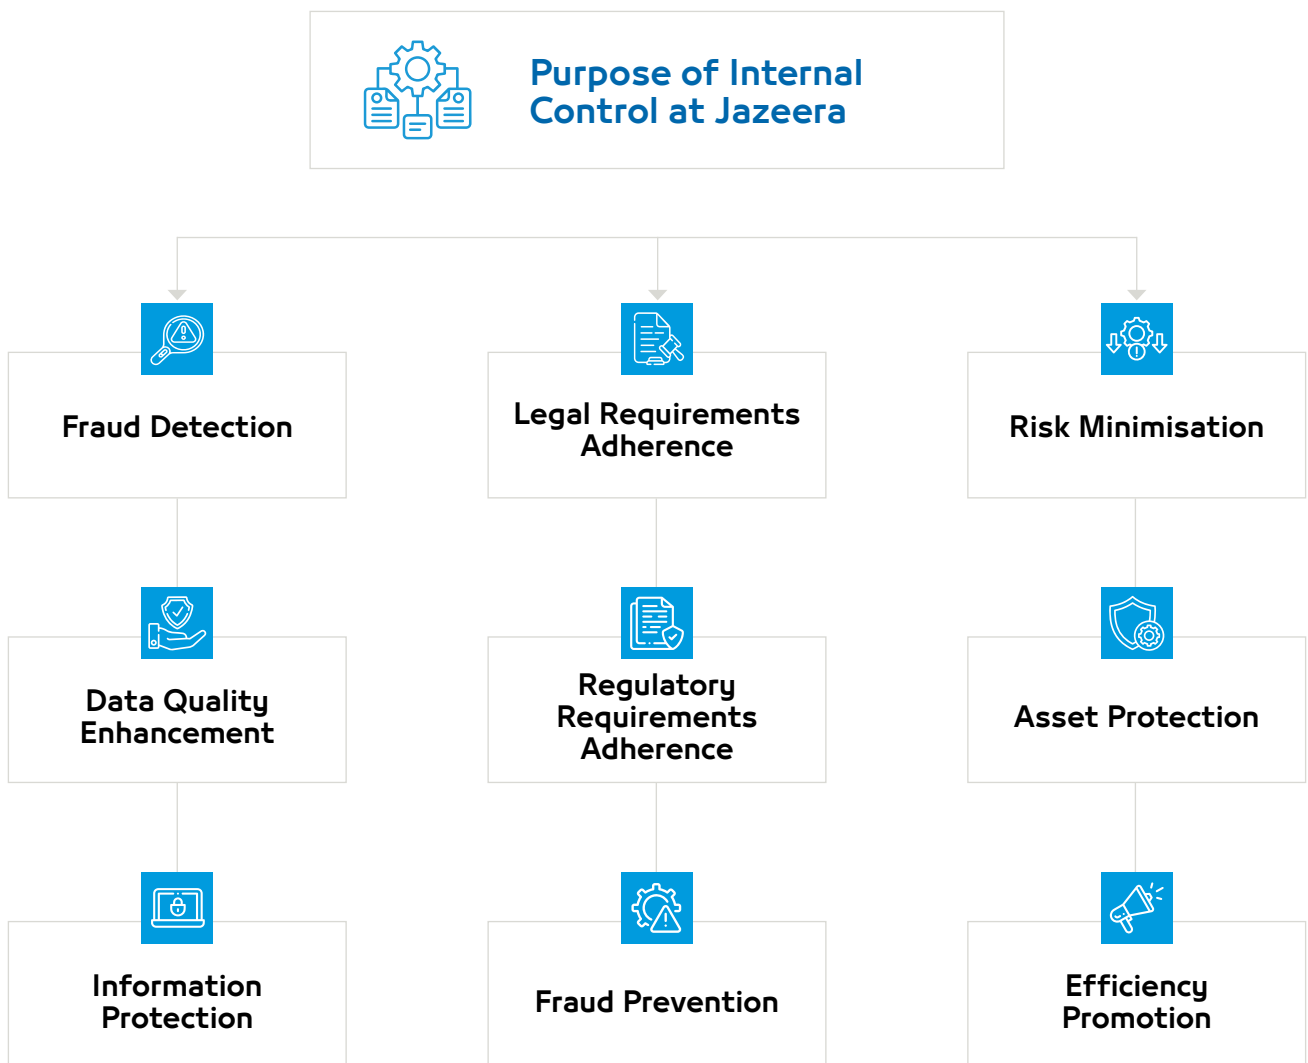 Purpose of Internal
Control at Jazeera
Fraud Detection
Legal Requirements
Adherence
Risk Minimisation
Data Quality
Enhancement
Regulatory
Requirements
Adherence
Asset Protection
Information
Protection
Fraud Prevention
Efficiency
Promotion